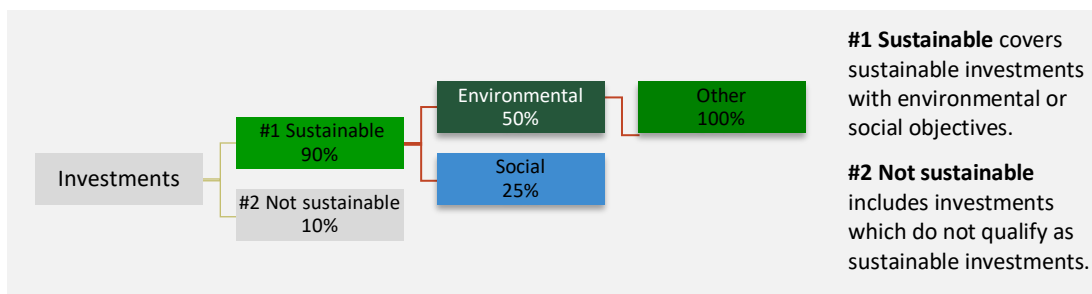 Investments
#1 Sustainable
90%
#2 Not sustainable
10%
Environmental
50%
Social
25%
Other
100%
#1 Sustainable covers
sustainable investments
with environmental or
social objectives.
#2 Not sustainable
includes investments
which do not qualify as
sustainable investments.